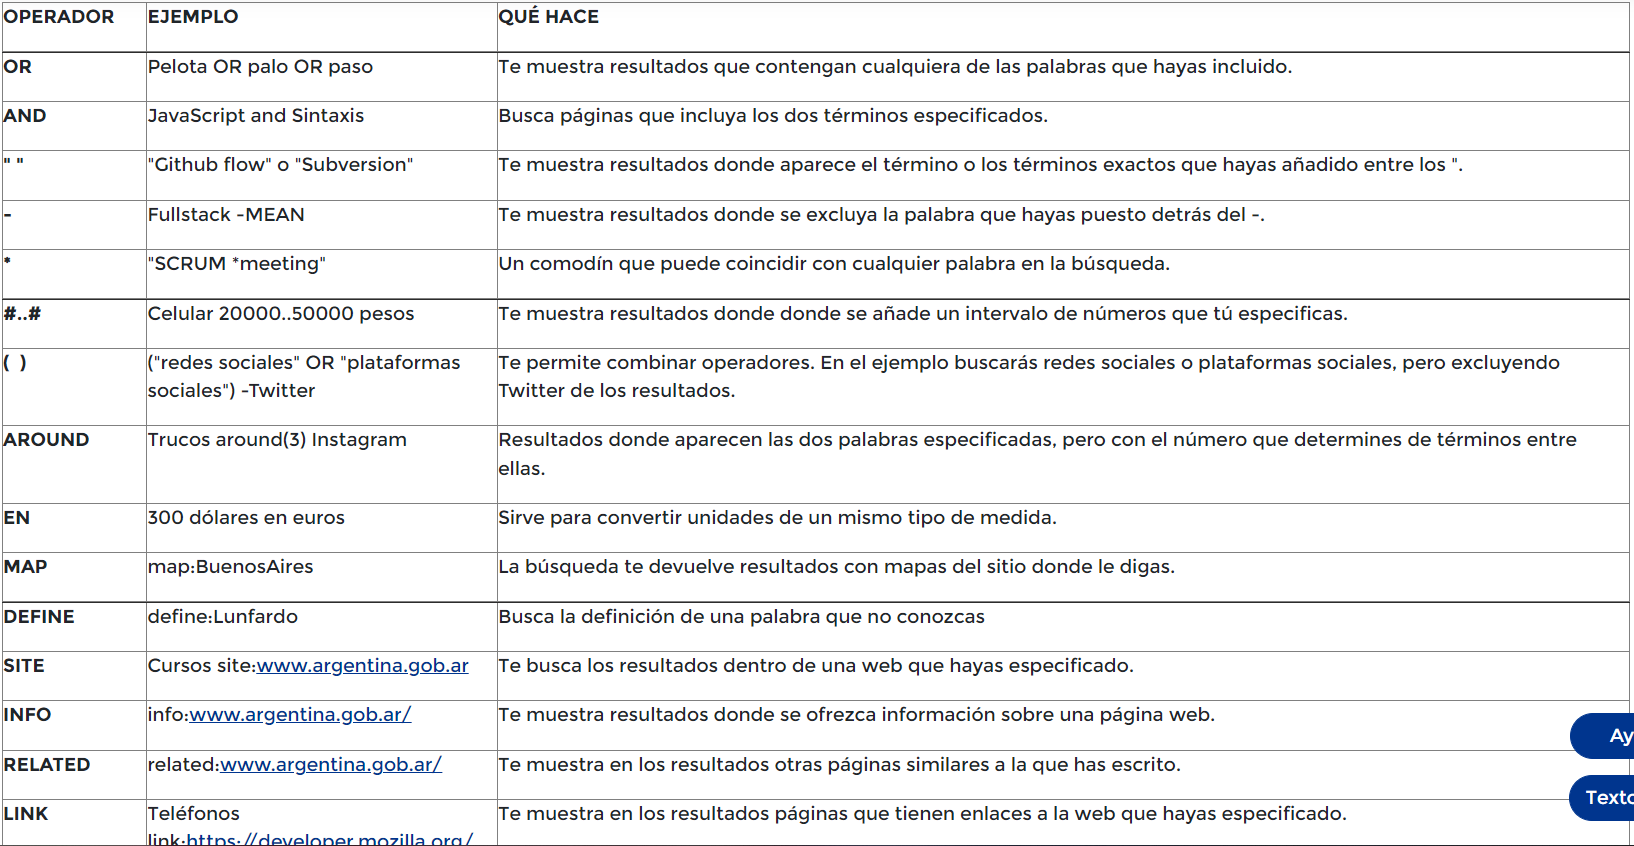 OPERADOR EJEMPLO QUÉ HACE
OR Pelota OR palo OR paso Te muestra resultados que contengan cualquiera de las palabras que hayas incluido.
AND JavaScript and Sintaxis Busca páginas que incluya los dos términos especificados.
" " "Github flow" o "Subversion" Te muestra resultados donde aparece el término o los términos exactos que hayas añadido entre los ".
- Fullstack -MEAN Te muestra resultados donde se excluya la palabra que hayas puesto detrás del -.
* "SCRUM *meeting" Un comodín que puede coincidir con cualquier palabra en la búsqueda.
#..# Celular 20000..50000 pesos Te muestra resultados donde donde se añade un intervalo de números que tú especificas.
( ) ("redes sociales" OR "plataformas Te permite combinar operadores. En el ejemplo buscarás redes sociales o plataformas sociales, pero excluyendo
sociales") -Twitter Twitter de los resultados.
AROUND Trucos around(3) Instagram Resultados donde aparecen las dos palabras especificadas, pero con el número que determines de términos entre
ellas.
EN 300 dólares en euros Sirve para convertir unidades de un mismo tipo de medida.
MAP map:BuenosAires La búsqueda te devuelve resultados con mapas del sitio donde le digas.
DEFINE define:Lunfardo Busca la definición de una palabra que no conozcas
SITE Cursos site:www.argentina.gob.ar Te busca los resultados dentro de una web que hayas especificado.
INFO info:www.argentina.gob.ar/ Te muestra resultados donde se ofrezca información sobre una página web.
Ay
RELATED related:www.argentina.gob.ar/ Te muestra en los resultados otras páginas similares a la que has escrito.
Texto
LINK Teléfonos Te muestra en los resultados páginas que tienen enlaces a la web que hayas especificado.
link:https://developer.mozilla.org/